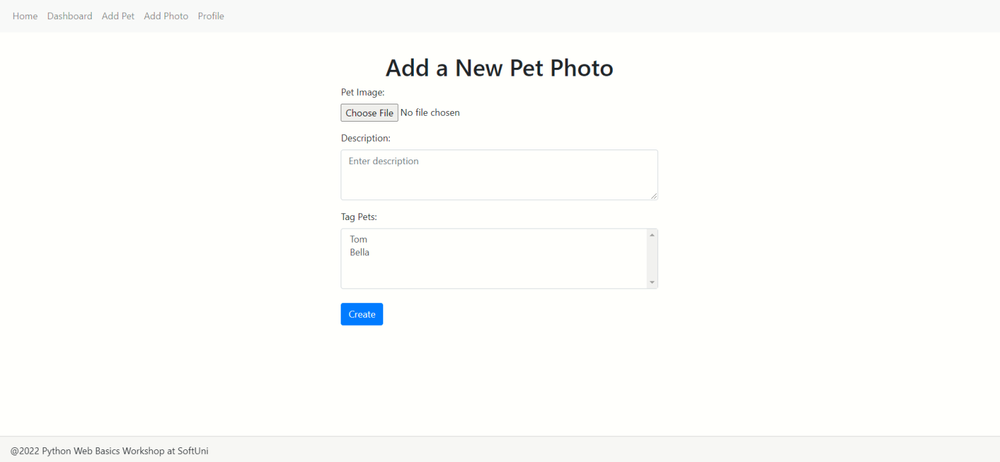 Home Dashboard Add Pet Add Photo Profile
Add a New Pet Photo
Pet Image:
Choose File No file chosen
Description:
Enter description
Tag Pets:
Tom
Bella
Create
@2022 Python Web Basics Workshop at SoftUni